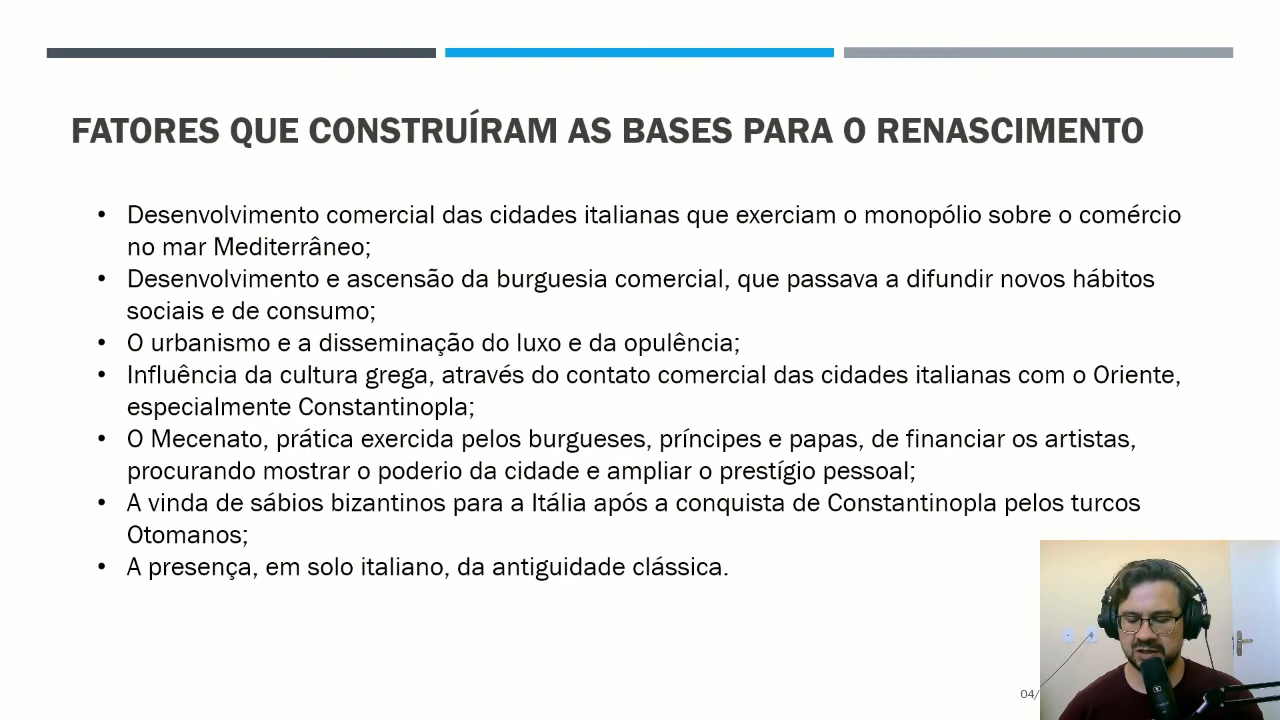 FATORES QUE CONSTRUÍRAM AS BASES PARA O RENASCIMENTO
• Desenvolvimento comercial das cidades italianas que exerciam o monopólio sobre o comércio
no mar Mediterrâneo;
• Desenvolvimento e ascensão da burguesia comercial, que passava a difundir novos hábitos
sociais e de consumo;
• O urbanismo e a disseminação do luxo e da opulência;
• Influência da cultura grega, através do contato comercial das cidades italianas com o Oriente,
especialmente Constantinopla;
• O Mecenato, prática exercida pelos burgueses, príncipes e papas, de financiar os artistas,
procurando mostrar o poderio da cidade e ampliar o prestígio pessoal;
• A vinda de sábios bizantinos para a Itália após a conquista de Constantinopla pelos turcos
Otomanos;
• A presença, em solo italiano, da antiguidade clássica.
04/